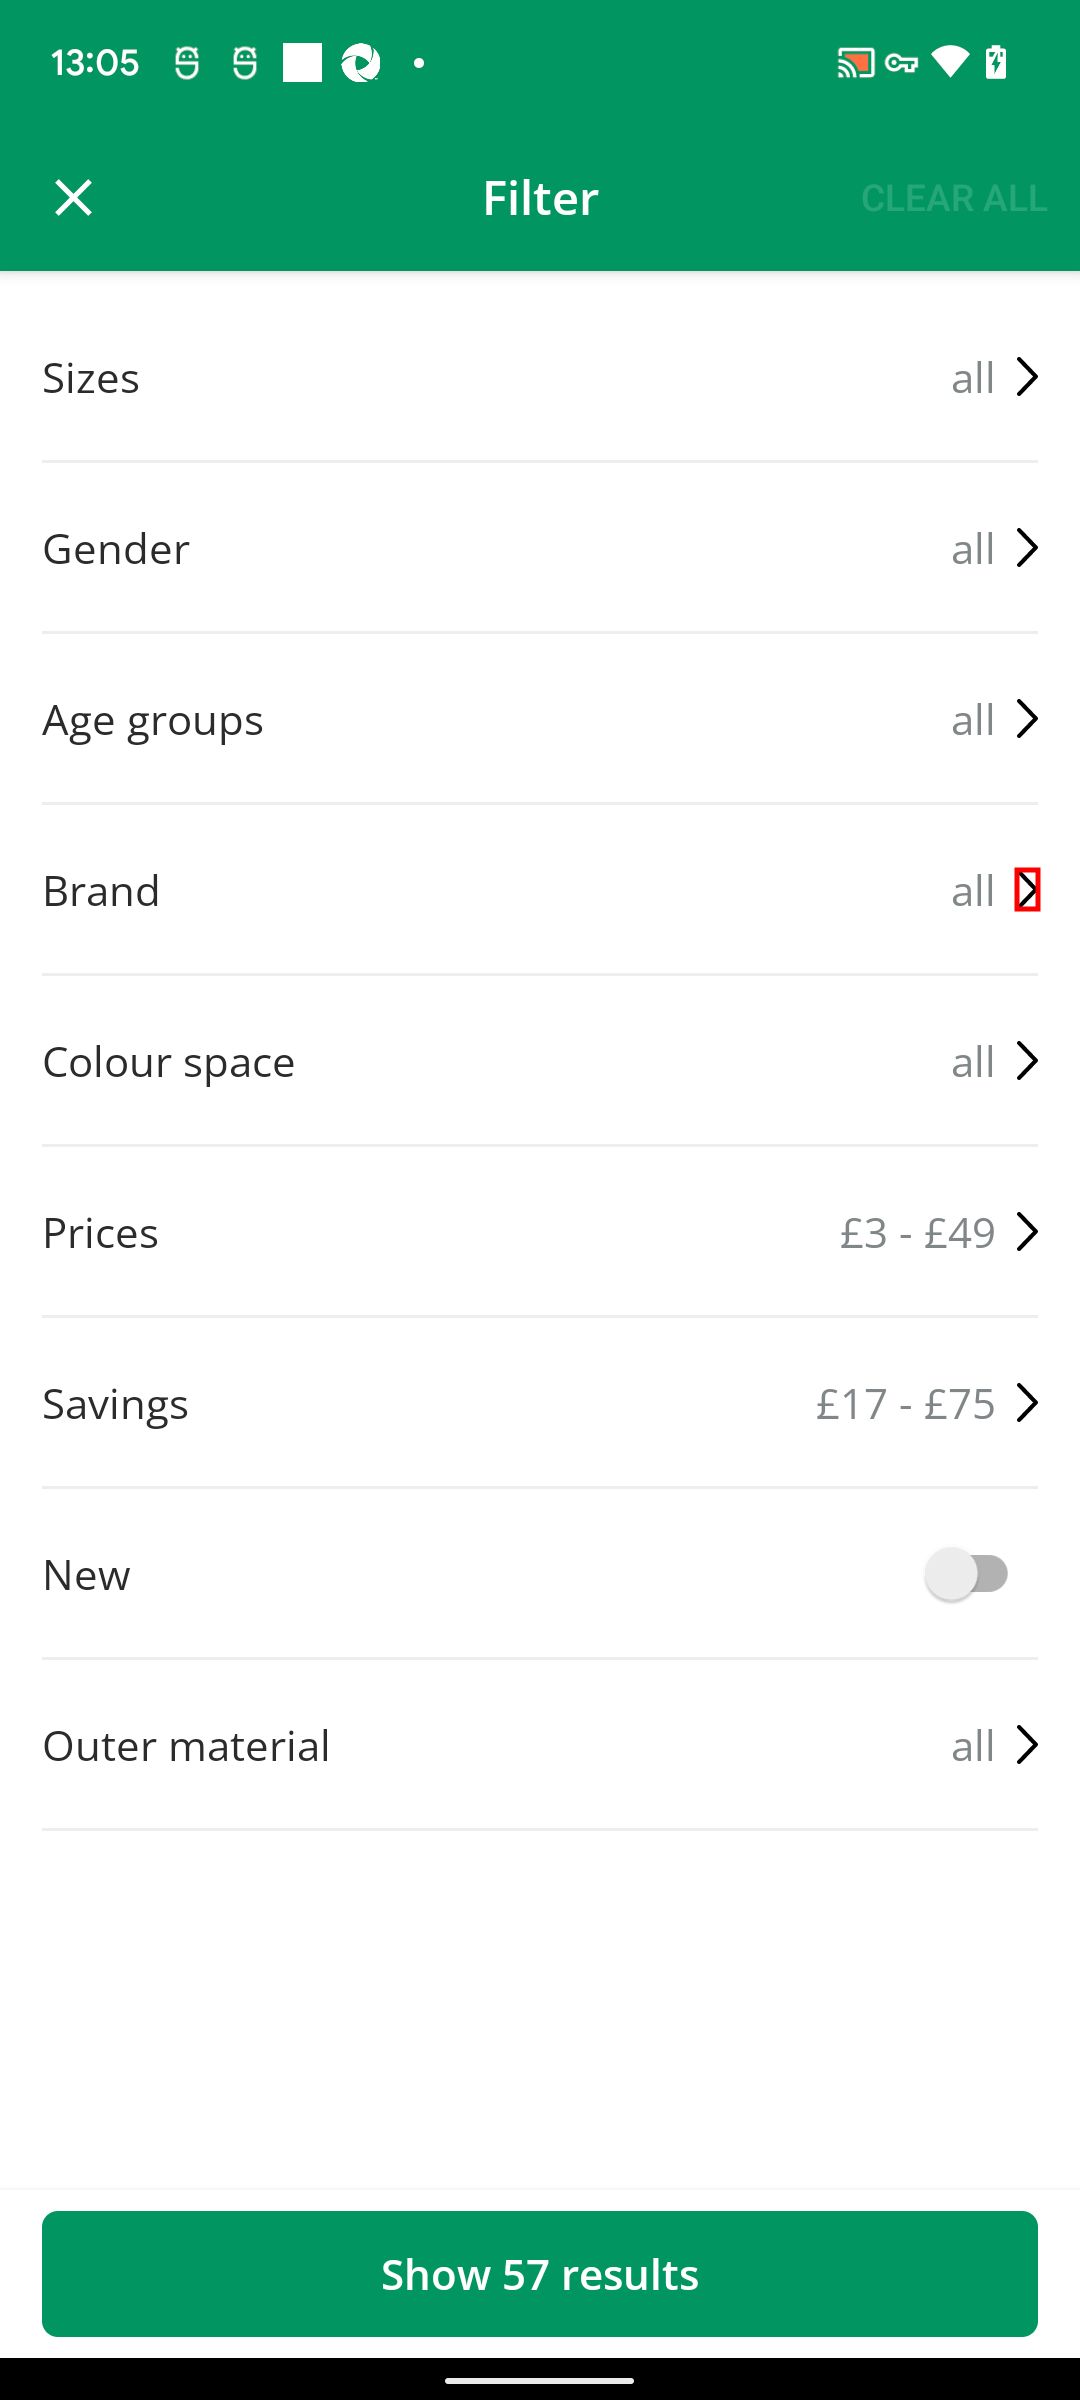 13:05
Filter
CLEAR ALL
Sizes all
Gender all
Age groups all
Brand all
Colour space all
Prices £3 - £49
Savings £17 - £75
New
Outer material all
Show 57 results